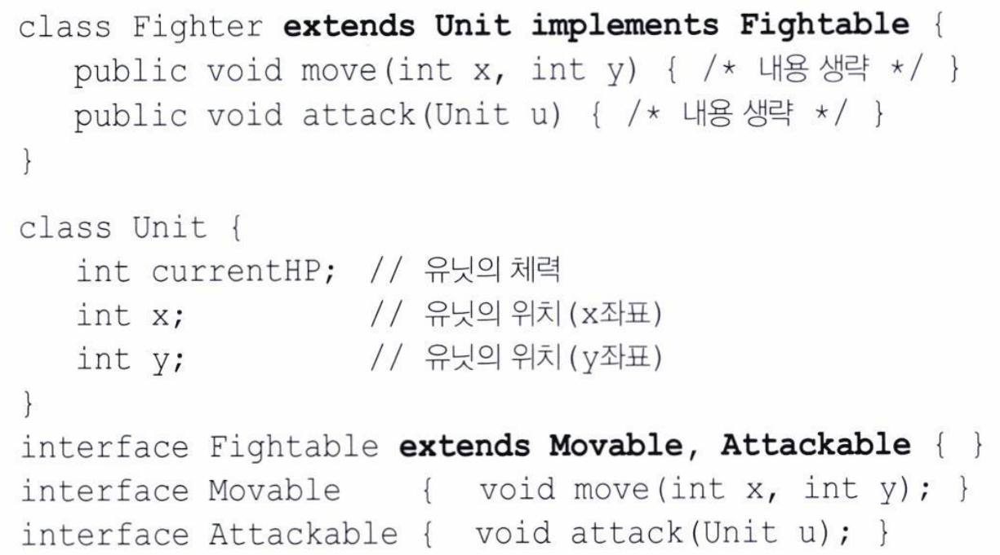 class Fighter extends Unit implements Fightable {
public void move(int x, int y) { /* 내용 생략 */ }
public void attack(Unit u) { /* 내용 생략 */ }
}
class Unit {
int currentHP; // 유닛의 체력
int x; // 유닛의 위치(x좌표)
int y; // 유닛의 위치(y좌표)
}
interface Fightable extends Movable, Attackable { }
interface Movable { void move(int x, int y); }
interface Attackable { void attack(Unit u); }